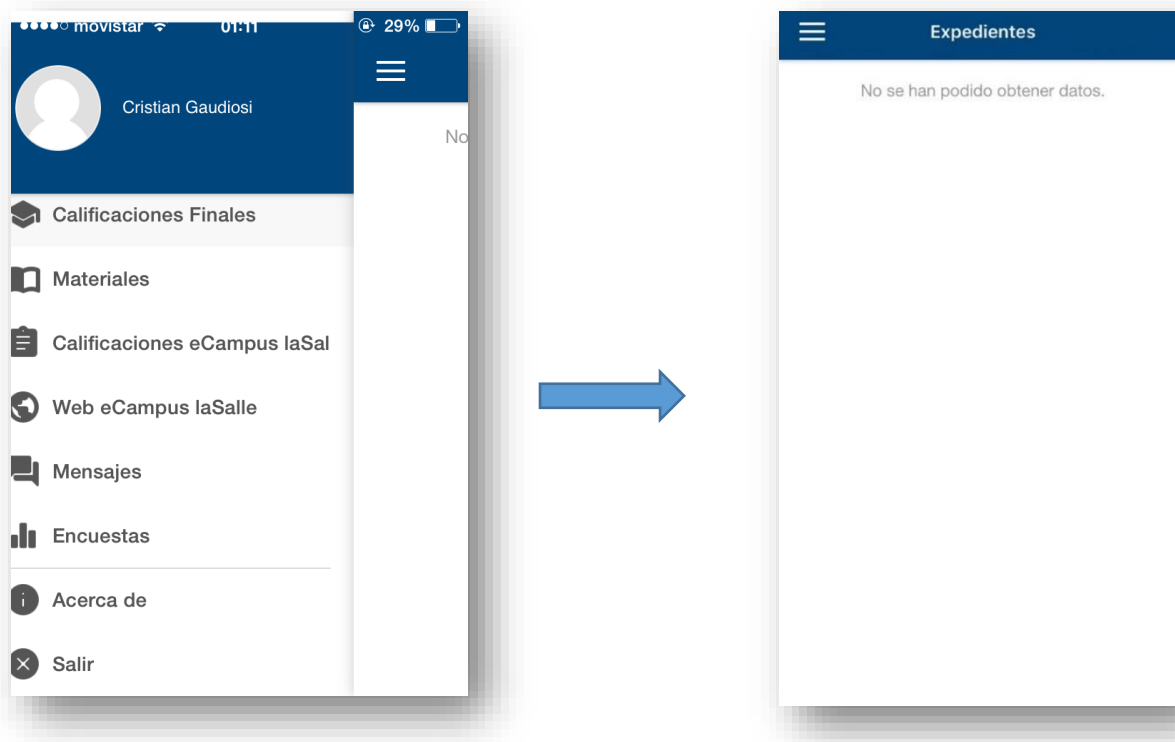 movistar 01:11 29%
Cristian Gaudiosi
No
Calificaciones Finales
Materiales
Calificaciones eCampus laSal
Web eCampus laSalle
Mensajes
Encuestas
Acerca de
Salir
Expedientes
No se han podido obtener datos.